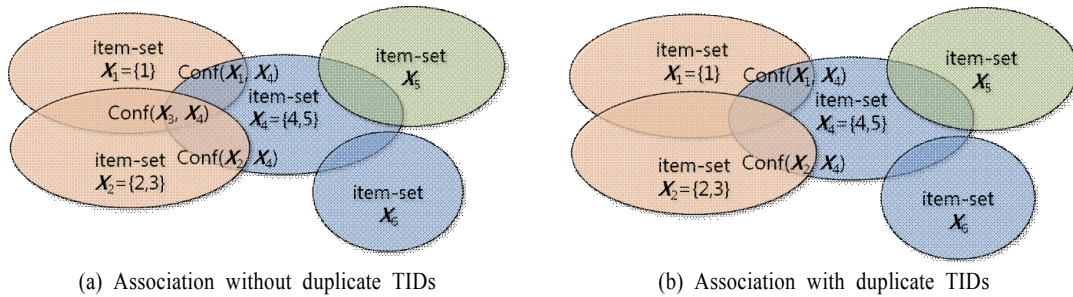 item-set
X₁={1}
Conf(X₁, X₄)
item-set
X₅
item-set
X₄={4,5}
Conf(X₃, X₄)
Conf(X₂, X₄)
item-set
X₂={2,3}
item-set
X₆
(a) Association without duplicate TIDs
item-set
X₁={1}
Conf(X₁, X₄)
item-set
X₅
item-set
X₄={4,5}
Conf(X₂, X₄)
item-set
X₂={2,3}
item-set
X₆
(b) Association with duplicate TIDs